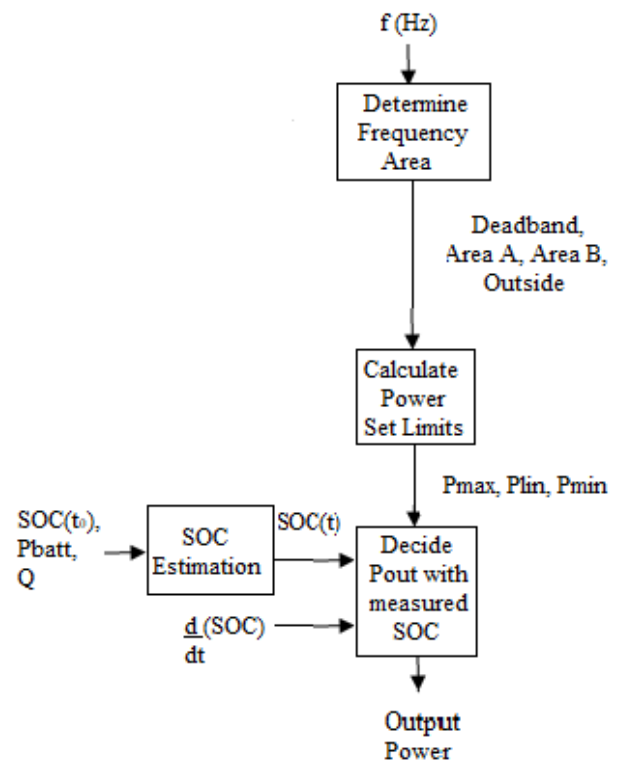 f (Hz)
Determine
Frequency
Area
Deadband,
Area A, Area B,
Outside
Calculate
Power
Set Limits
Pmax, Plin, Pmin
SOC(t₀),
Pbatt,
Q
SOC
Estimation
SOC(t)
d (SOC)
dt
Decide
Pout with
measured
SOC
Output
Power